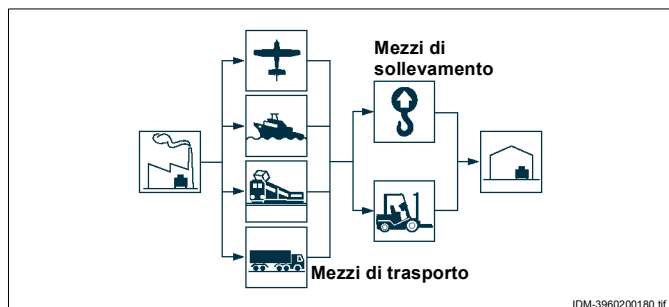 Mezzi di
sollevamento
Mezzi di trasporto
IDM-3960200180.tif